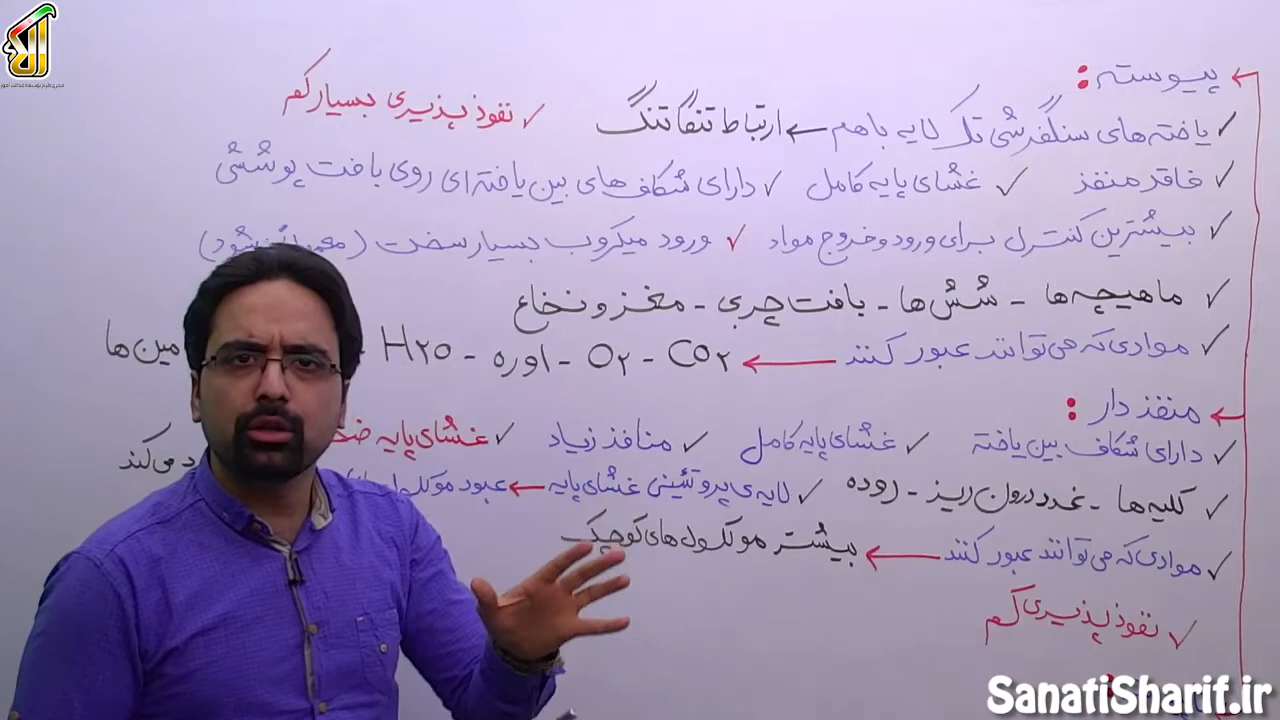 پیوسته:
✓ یاخته های سنگفرشی تک لایه باهم ← ارتباط تنگاتنگ ✓ نفوذپذیری بسیار کم
✓ فاقد منفذ ✓ غشای پایه کامل ✓ دارای شکاف های بین یاخته ای روی بافت پوششی
✓ بیشترین کنترل برای ورود و خروج مواد ✓ ورود میکروب بسیار سخت
✓ ماهیچه ها - شش ها - بافت چربی - مغز و نخاع
✓ موادی که می توانند عبور کنند ← CO۲ - O۲ - اوره - H۲O
منفذ دار:
✓ دارای شکاف بین یاخته ✓ غشای پایه کامل ✓ منافذ زیاد ✓ غشای پایه
✓ کلیه ها - غدد درون ریز - روده ✓ لایه ی پروتئینی غشای پایه ← عبور
✓ موادی که می توانند عبور کنند ← بیشتر مولکول های کوچک
✓ نفوذپذیری کم
SanatiSharif.ir